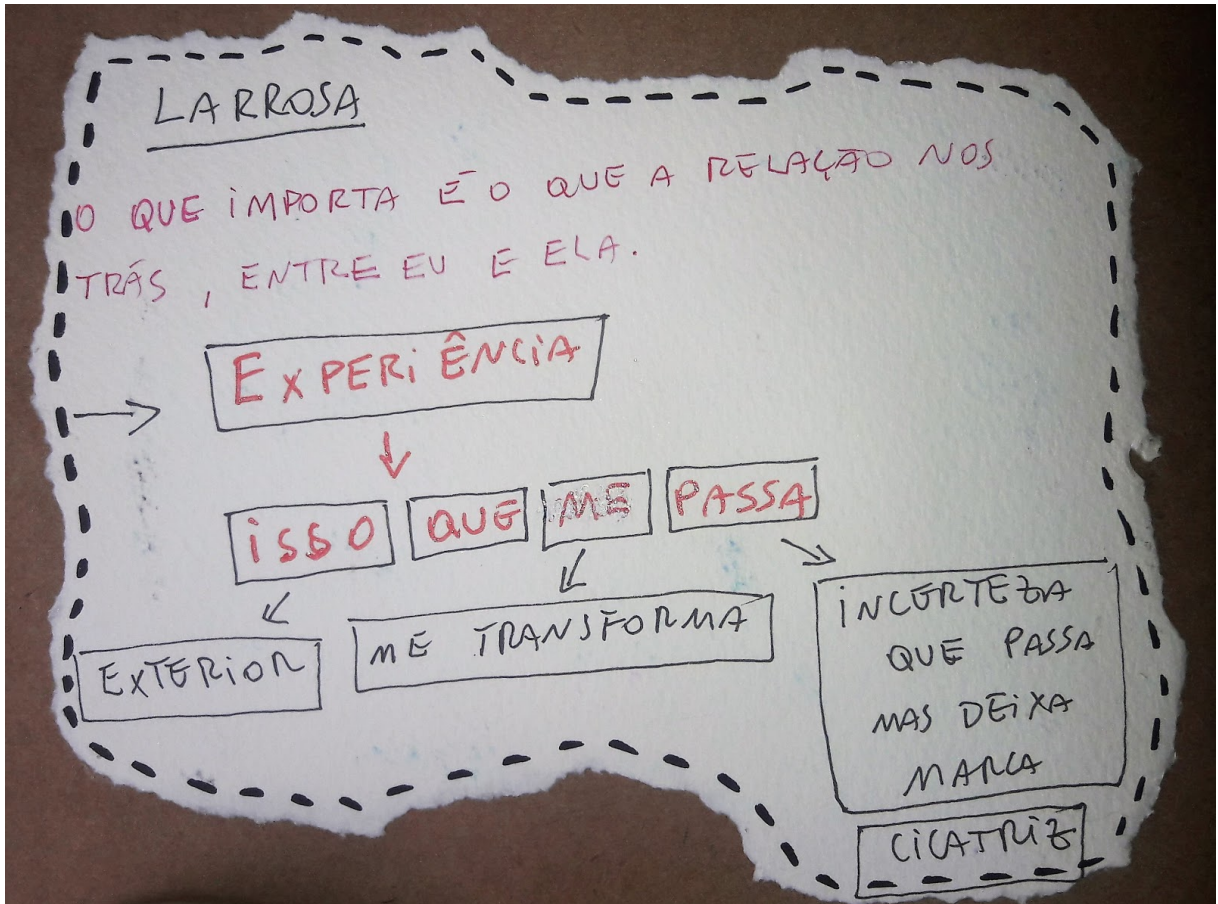 LARROSA
O QUE iMPORTA É O QUE A RELAÇÃO NOS
TRÁS, ENTRE EU E ELA.
EXPERiÊNCiA
iSSO QUE ME PASSA
EXTERiOR
ME TRANSFORMA
iNCERTEZA
QUE PASSA
MAS DEiXA
MARCA
CiCATRiZ